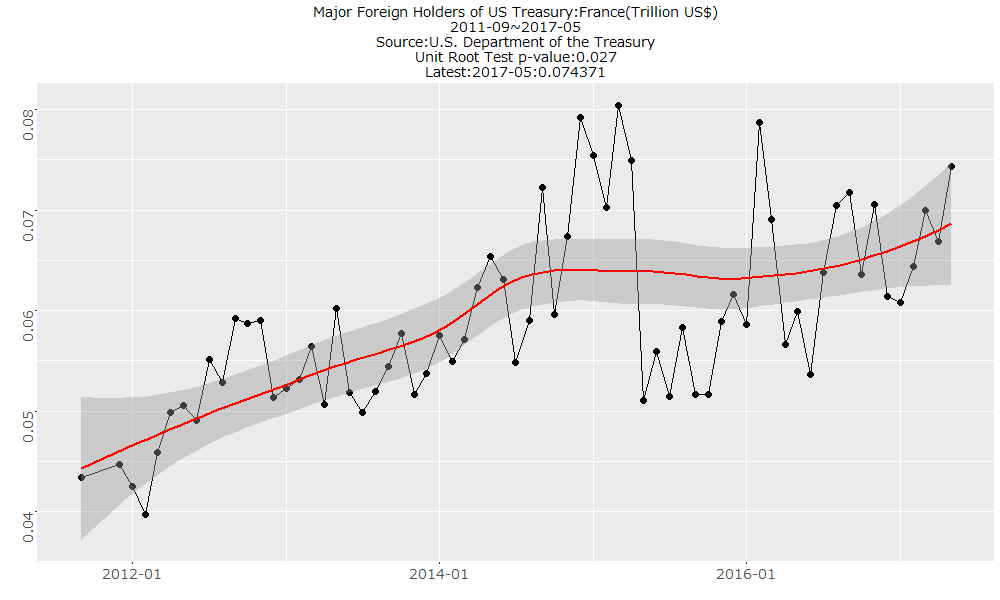 Major Foreign Holders of US Treasury:France(Trillion US$)
2011-09~2017-05
Source:U.S. Department of the Treasury
Unit Root Test p-value:0.027
Latest:2017-05:0.074371
0.08
0.07
0.06
0.05
0.04
2012-01
2014-01
2016-01